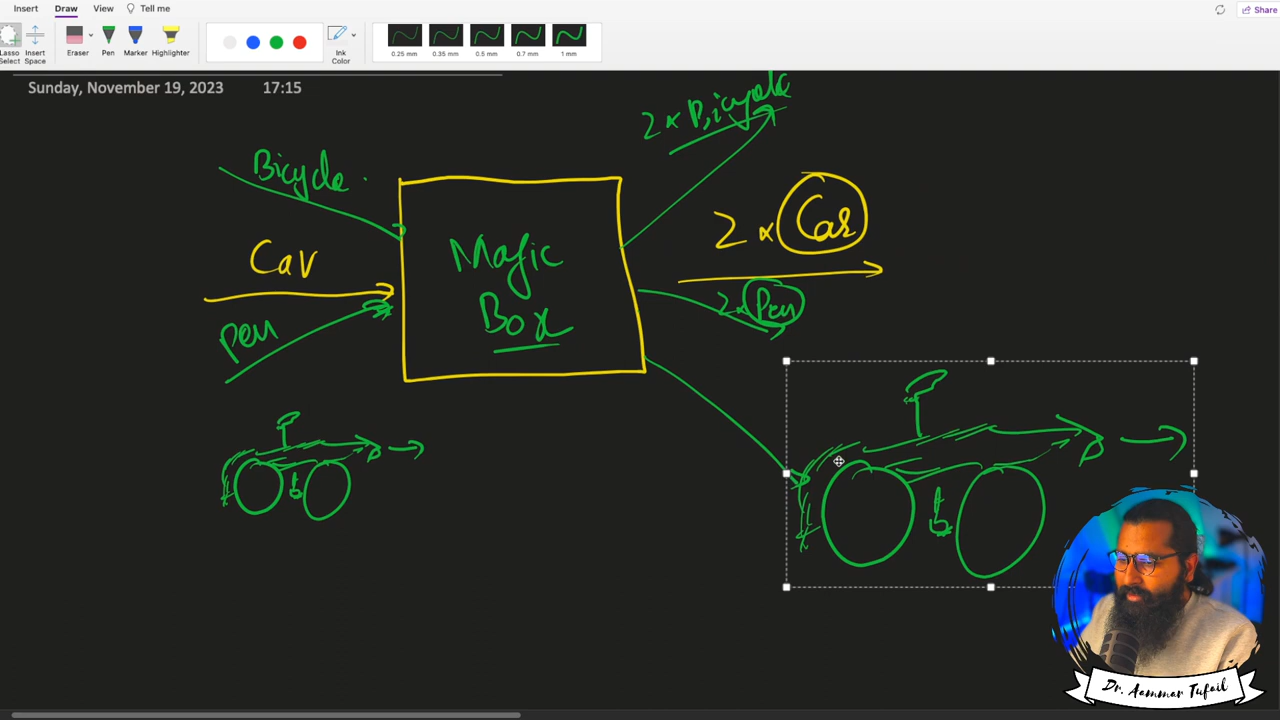 Insert Draw View Tell me
Share
Lasso Select
Insert Space
Eraser
Pen
Marker
Highlighter
Ink Color
0.25 mm
0.35 mm
0.5 mm
0.7 mm
1 mm
Sunday, November 19, 2023 17:15
2 x Bicycle
Bicycle
2 x Car
Car
Magic
Box
2 x Pen
Pen
Dr. Aammar Tufail